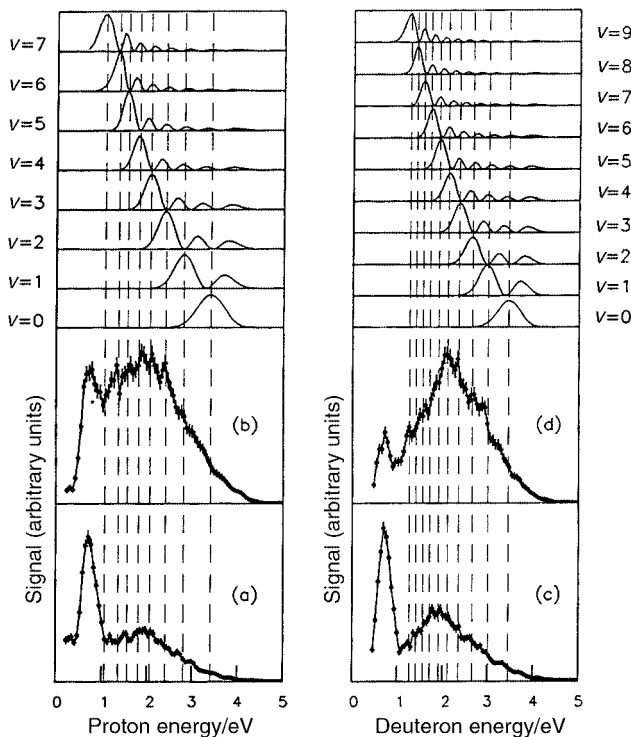 V=7
V=6
V=5
V=4
V=3
V=2
V=1
V=0
(b)
(a)
Signal (arbitrary units)
0 1 2 3 4 5
Proton energy/eV
V=9
V=8
V=7
V=6
V=5
V=4
V=3
V=2
V=1
V=0
(d)
(c)
Signal (arbitrary units)
0 1 2 3 4 5
Deuteron energy/eV